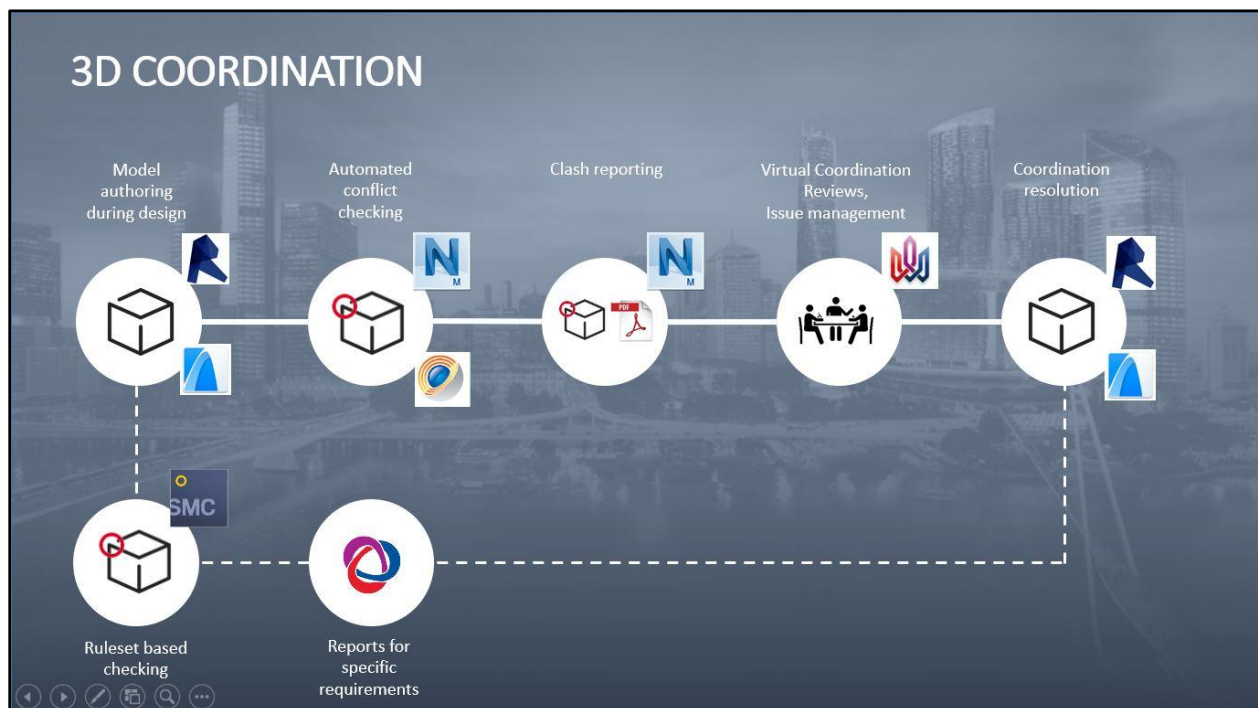 3D COORDINATION
Model
authoring
during design
Automated
conflict
checking
Clash reporting
Virtual Coordination
Reviews,
Issue management
Coordination
resolution
R
N
M
PDF
N
M
R
SMC
Ruleset based
checking
Reports for
specific
requirements